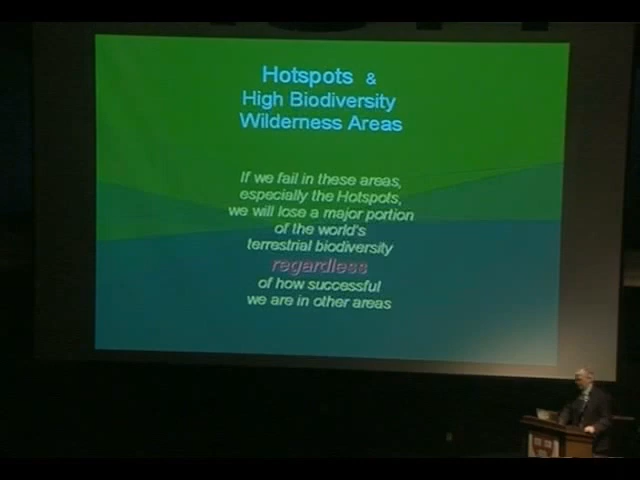 Hotspots &
High Biodiversity
Wilderness Areas
If we fail in these areas,
especially the Hotspots,
we will lose a major portion
of the world's
terrestrial biodiversity
regardless
of how successful
we are in other areas